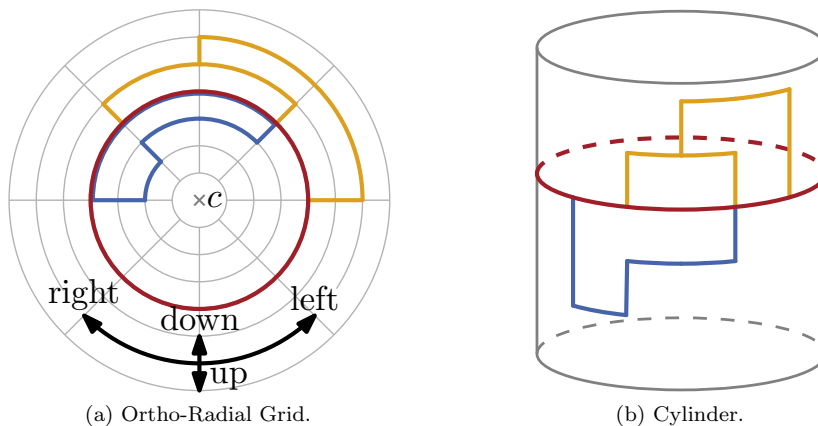 c
right
left
down
up
(a) Ortho-Radial Grid.
(b) Cylinder.